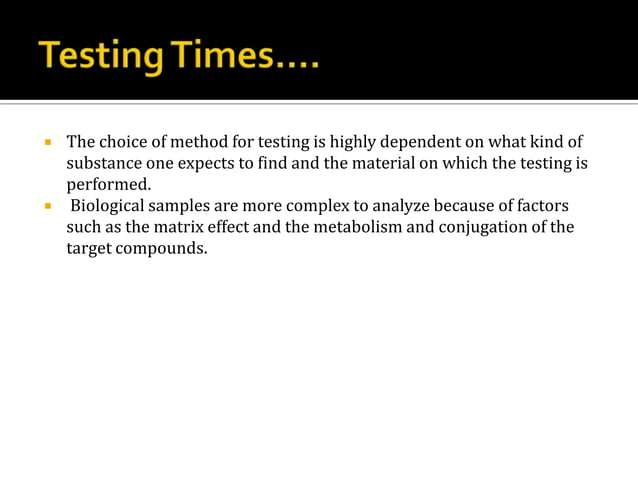 Testing Times....
The choice of method for testing is highly dependent on what kind of
substance one expects to find and the material on which the testing is
performed.
Biological samples are more complex to analyze because of factors
such as the matrix effect and the metabolism and conjugation of the
target compounds.